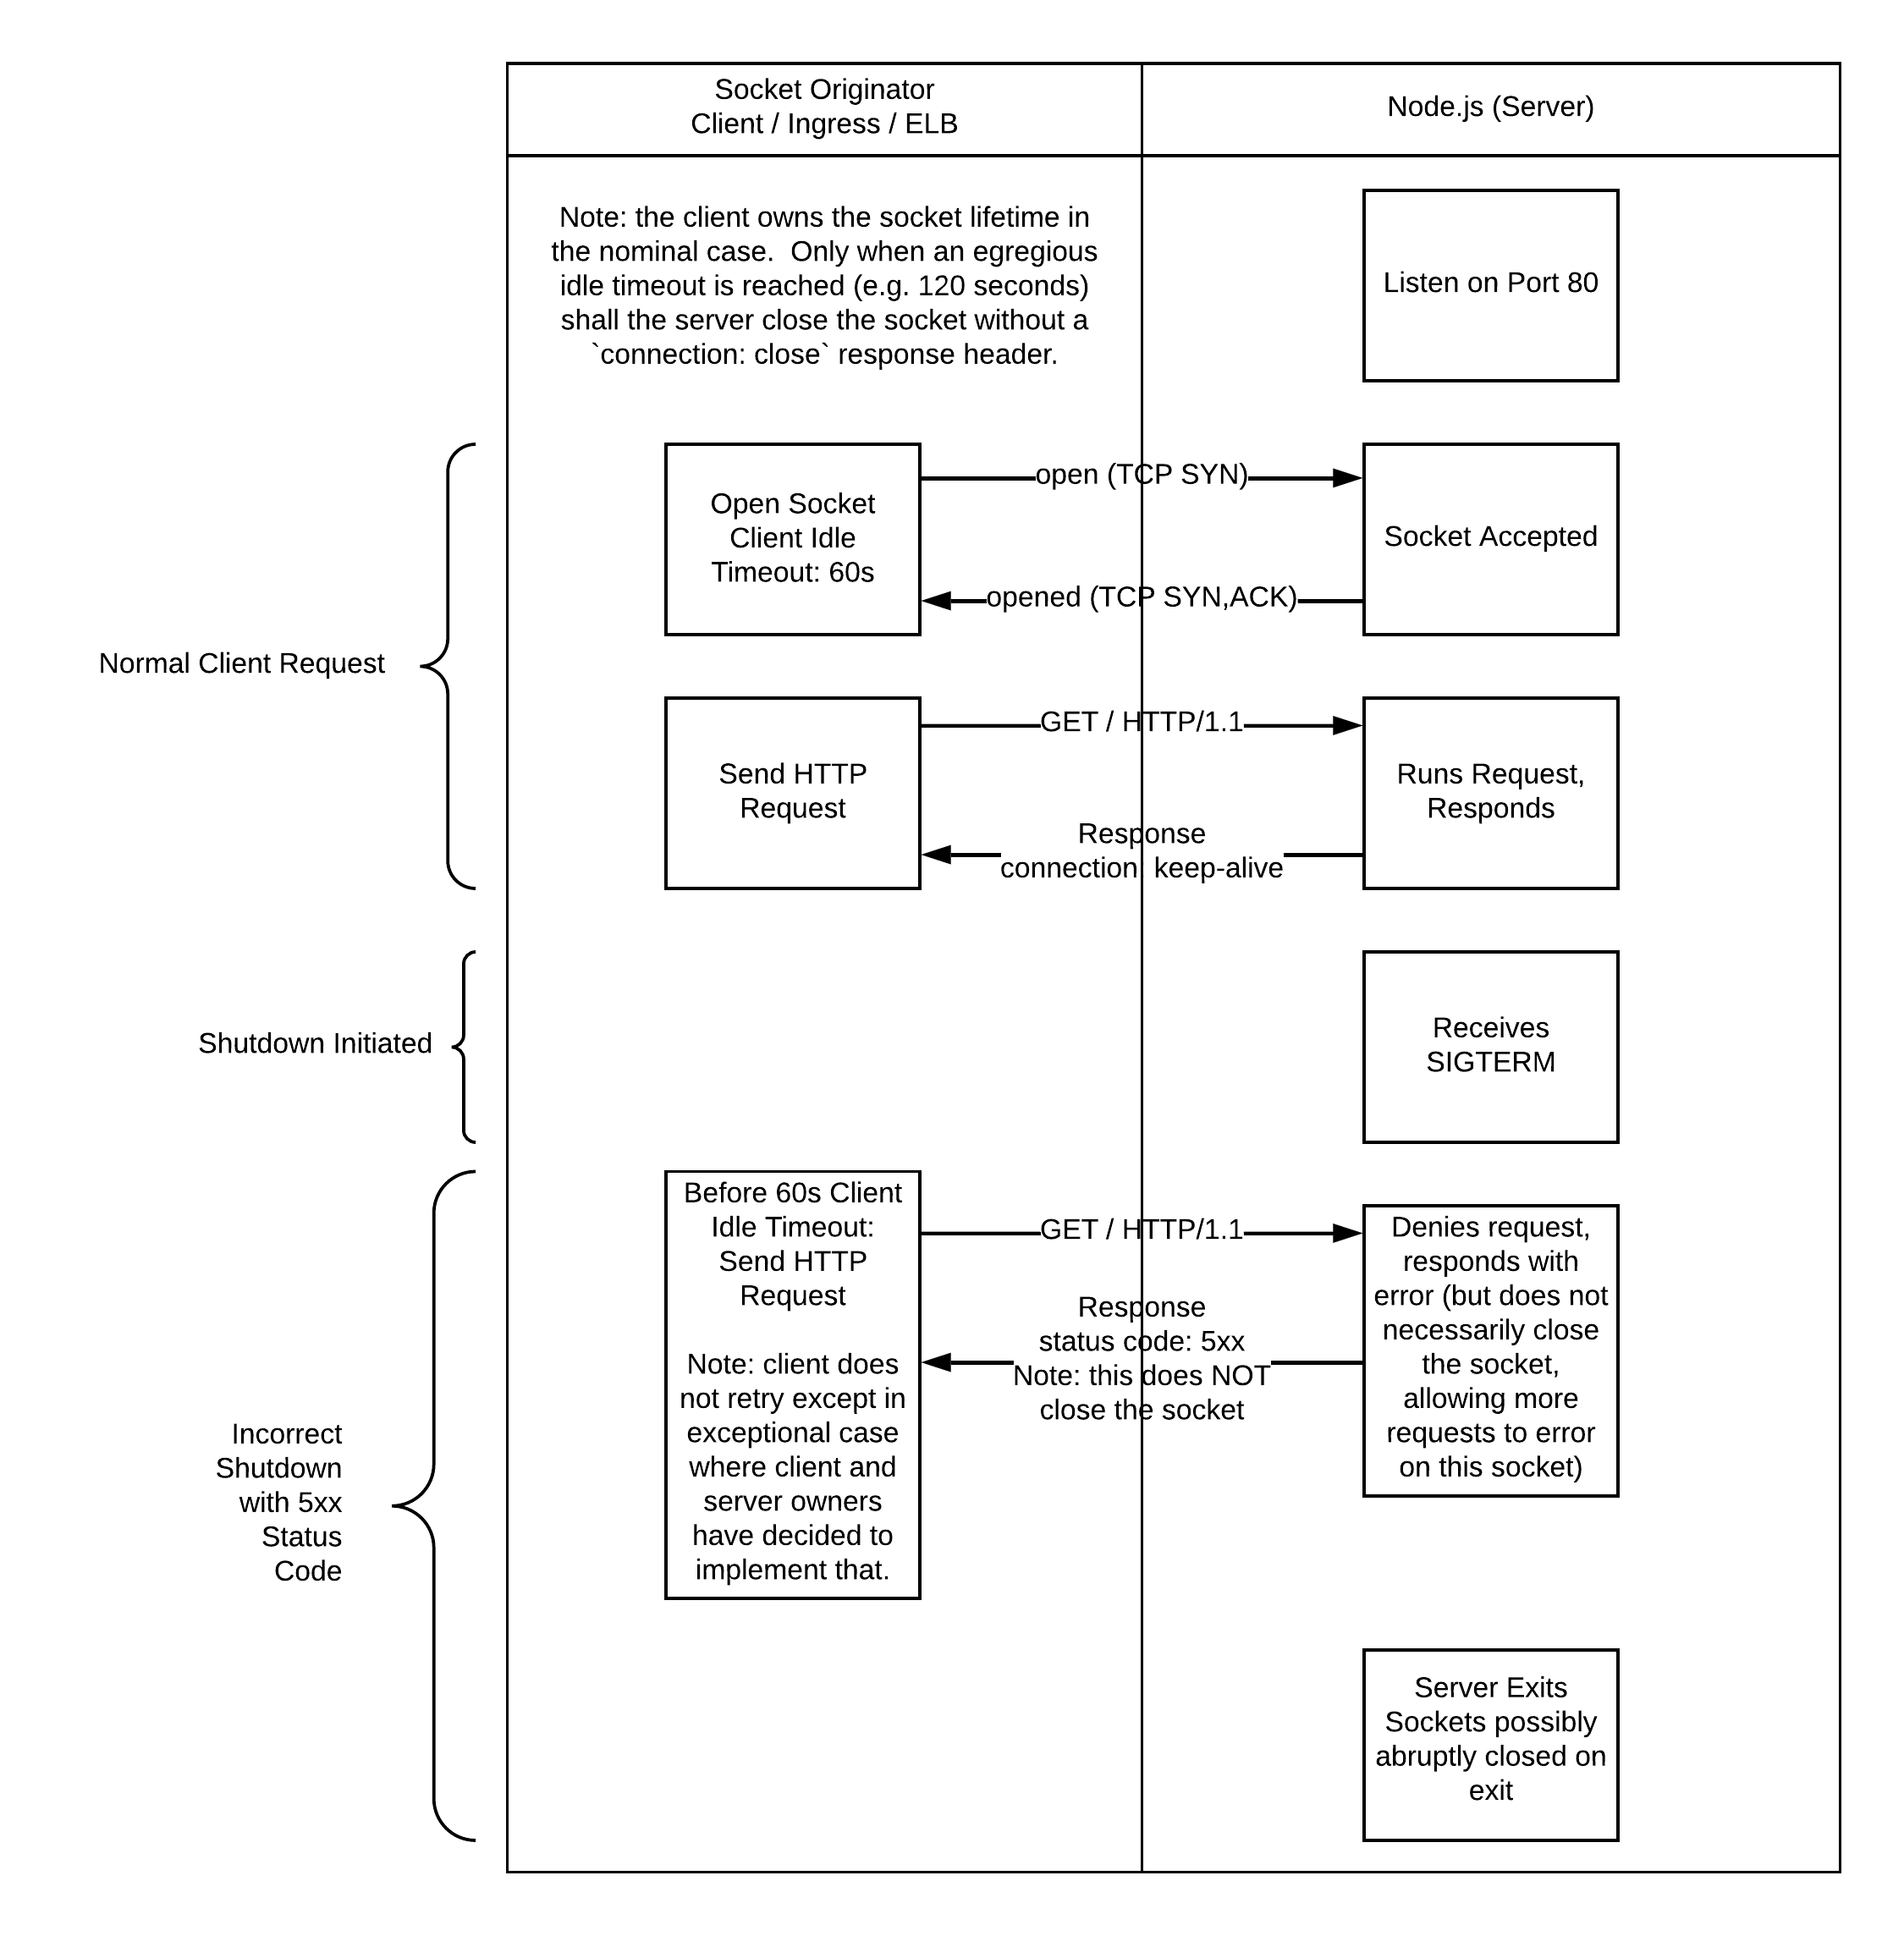 Socket Originator
Client / Ingress / ELB
Node.js (Server)
Note: the client owns the socket lifetime in
the nominal case.  Only when an egregious
idle timeout is reached (e.g. 120 seconds)
shall the server close the socket without a
`connection: close` response header.
Listen on Port 80
Normal Client Request
Open Socket
Client Idle
Timeout: 60s
open (TCP SYN)
opened (TCP SYN,ACK)
Socket Accepted
Send HTTP
Request
GET / HTTP/1.1
Response
connection: keep-alive
Runs Request,
Responds
Shutdown Initiated
Receives
SIGTERM
Incorrect
Shutdown
with 5xx
Status
Code
Before 60s Client
Idle Timeout:
Send HTTP
Request
Note: client does
not retry except in
exceptional case
where client and
server owners
have decided to
implement that.
GET / HTTP/1.1
Response
status code: 5xx
Note: this does NOT
close the socket
Denies request,
responds with
error (but does not
necessarily close
the socket,
allowing more
requests to error
on this socket)
Server Exits
Sockets possibly
abruptly closed on
exit